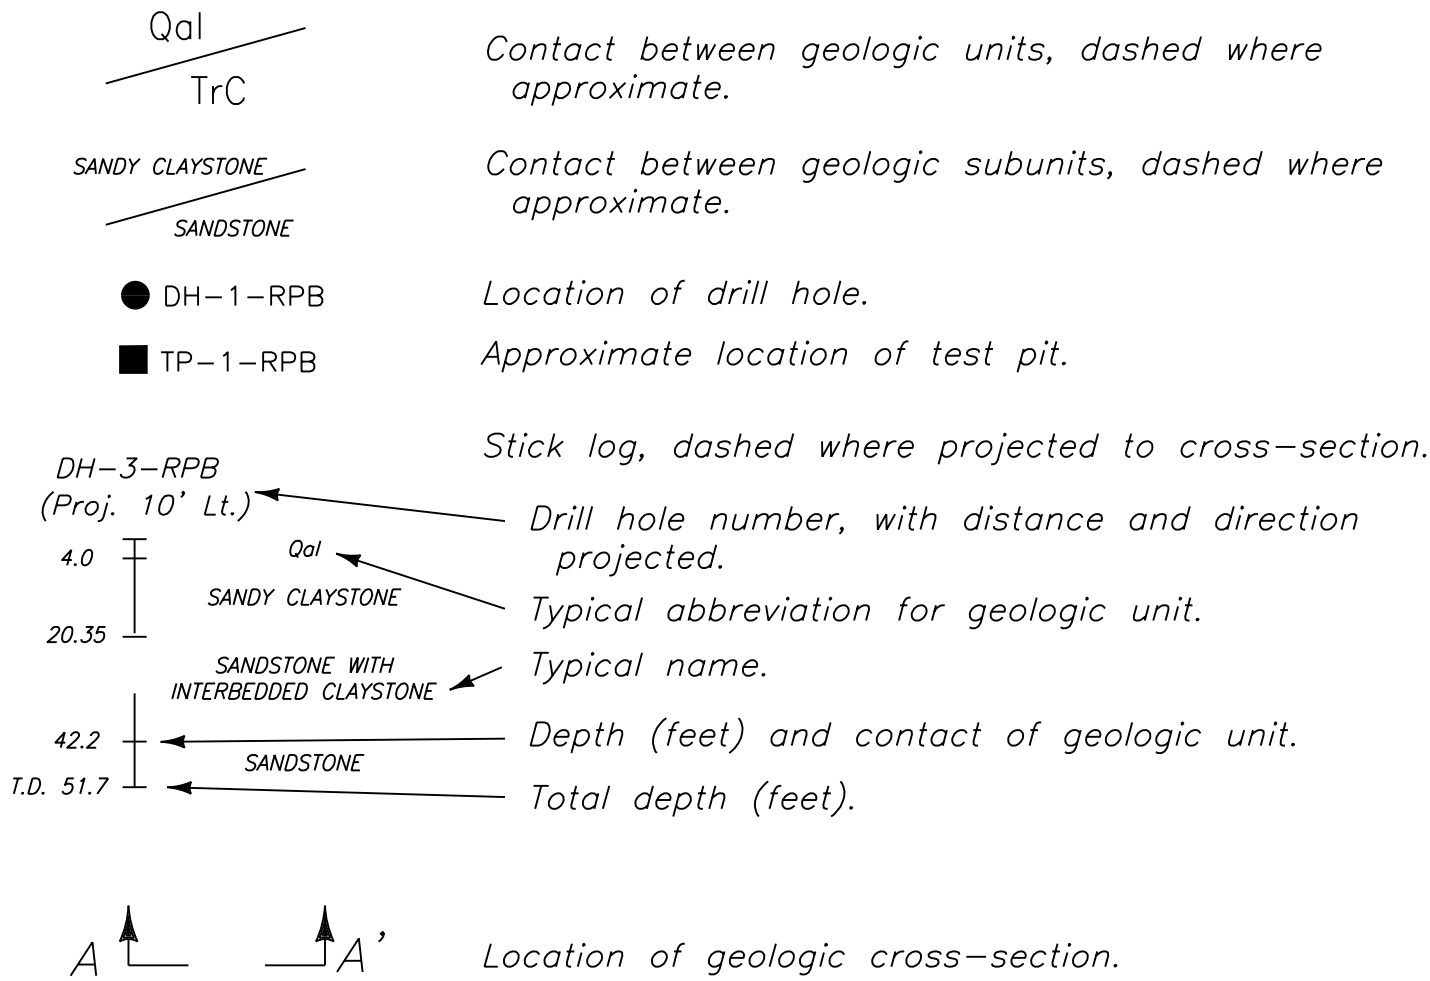 Qal
TrC
Contact between geologic units, dashed where
approximate.
SANDY CLAYSTONE
SANDSTONE
Contact between geologic subunits, dashed where
approximate.
DH-1-RPB
Location of drill hole.
TP-1-RPB
Approximate location of test pit.
Stick log, dashed where projected to cross-section.
DH-3-RPB
(Proj. 10' Lt.)
Drill hole number, with distance and direction
projected.
4.0
Qal
SANDY CLAYSTONE
Typical abbreviation for geologic unit.
20.35
SANDSTONE WITH
INTERBEDDED CLAYSTONE
Typical name.
42.2
Depth (feet) and contact of geologic unit.
SANDSTONE
T.D. 51.7
Total depth (feet).
A A'
Location of geologic cross-section.